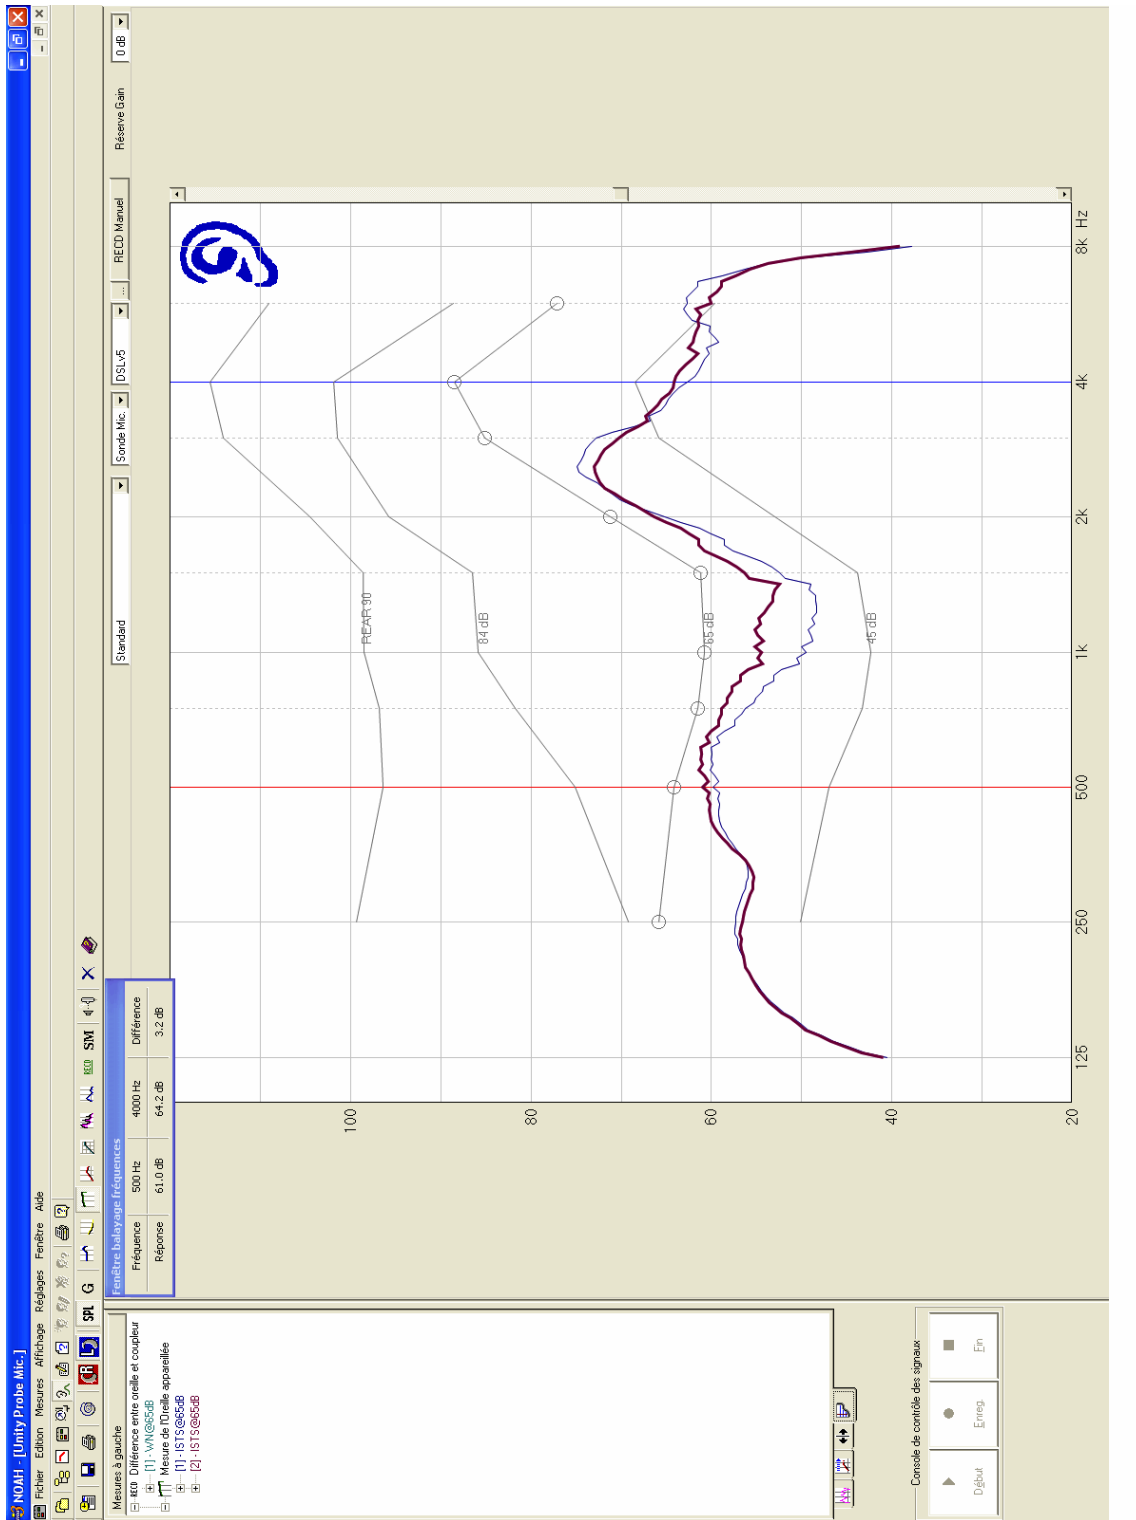 NOAH - [Unity Probe Mic.]
Fichier Edition Mesures Affichage Réglages Fenêtre Aide
SPL G RECD SM
Mesures à gauche
RECD Différence entre oreille et coupleur
[1] - WN@65dB
Mesure de l'Oreille appareillée
[1] - ISTS@65dB
[2] - ISTS@65dB
Console de contrôle des signaux
Début Enreg. Fin
Fenêtre balayage fréquences
Fréquence 500 Hz 4000 Hz Différence
Réponse 61.0 dB 64.2 dB 3.2 dB
Standard Sonde Mic. DSLv5 ... RECD Manuel Réserve Gain 0 dB
REAR 90
84 dB
65 dB
45 dB
100
80
60
40
20
125 250 500 1K 2K 4K 8K Hz